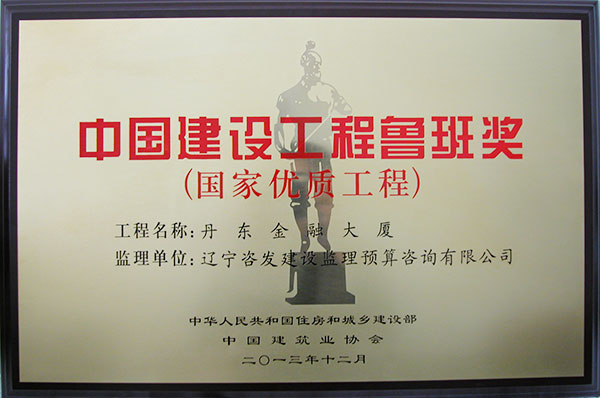 中国建设工程鲁班奖
(国家优质工程)
工程名称：丹东金融大厦
监理单位：辽宁咨发建设监理预算咨询有限公司
中华人民共和国住房和城乡建设部
中国建筑业协会
二〇一三年十二月